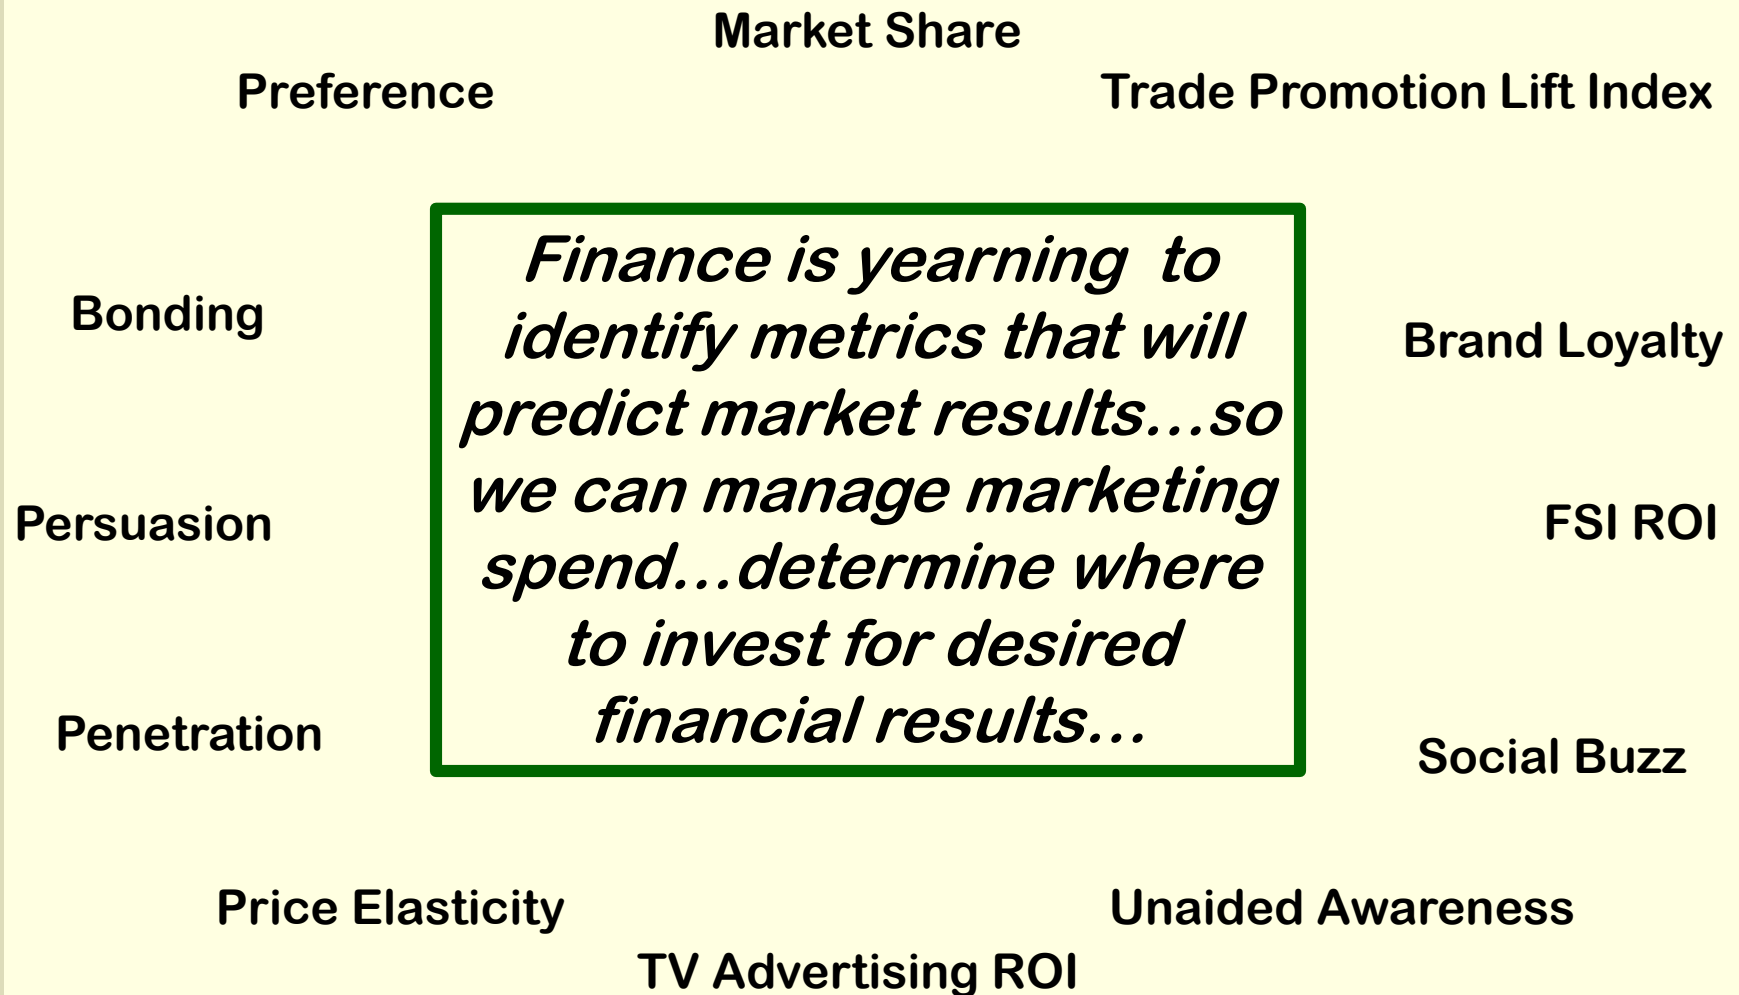 Market Share
Preference
Trade Promotion Lift Index
Finance is yearning  to
identify metrics that will
predict market results...so
we can manage marketing
spend...determine where
to invest for desired
financial results...
Bonding
Brand Loyalty
Persuasion
FSI ROI
Penetration
Social Buzz
Price Elasticity
Unaided Awareness
TV Advertising ROI